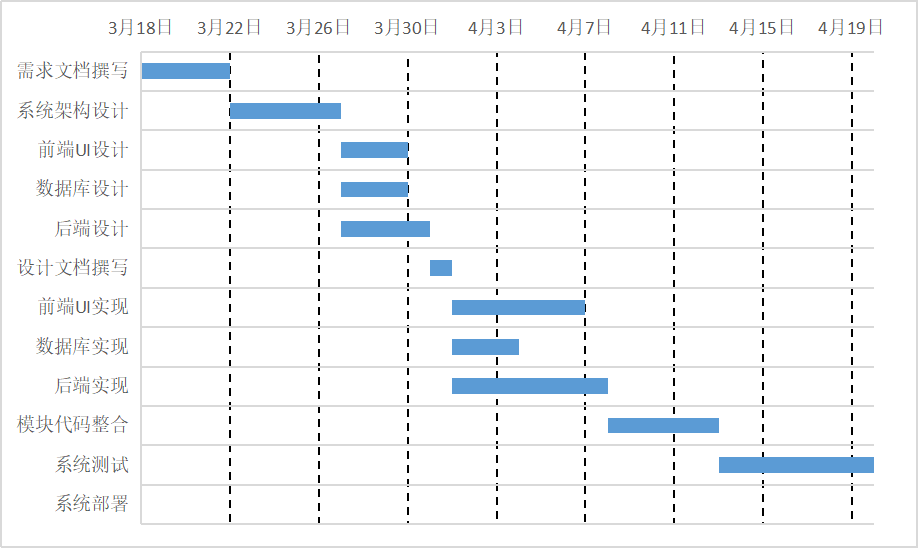 3月18日 3月22日 3月26日 3月30日 4月3日 4月7日 4月11日 4月15日 4月19日
需求文档撰写
系统架构设计
前端UI设计
数据库设计
后端设计
设计文档撰写
前端UI实现
数据库实现
后端实现
模块代码整合
系统测试
系统部署